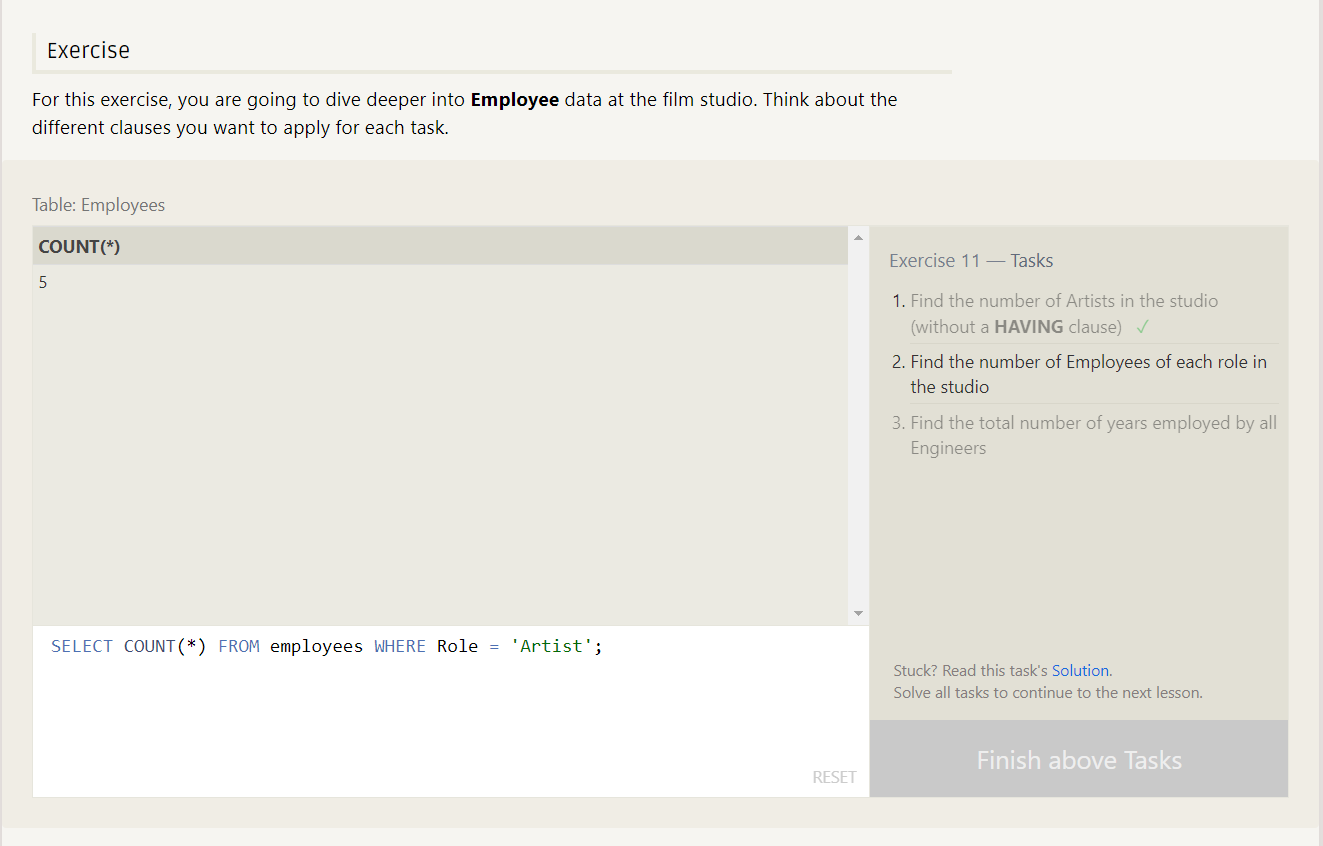 Exercise
For this exercise, you are going to dive deeper into Employee data at the film studio. Think about the
different clauses you want to apply for each task.
Table: Employees
COUNT(*)
5
SELECT COUNT(*) FROM employees WHERE Role = 'Artist';
RESET
Exercise 11 — Tasks
1. Find the number of Artists in the studio
(without a HAVING clause) ✓
2. Find the number of Employees of each role in
the studio
3. Find the total number of years employed by all
Engineers
Stuck? Read this task's Solution.
Solve all tasks to continue to the next lesson.
Finish above Tasks